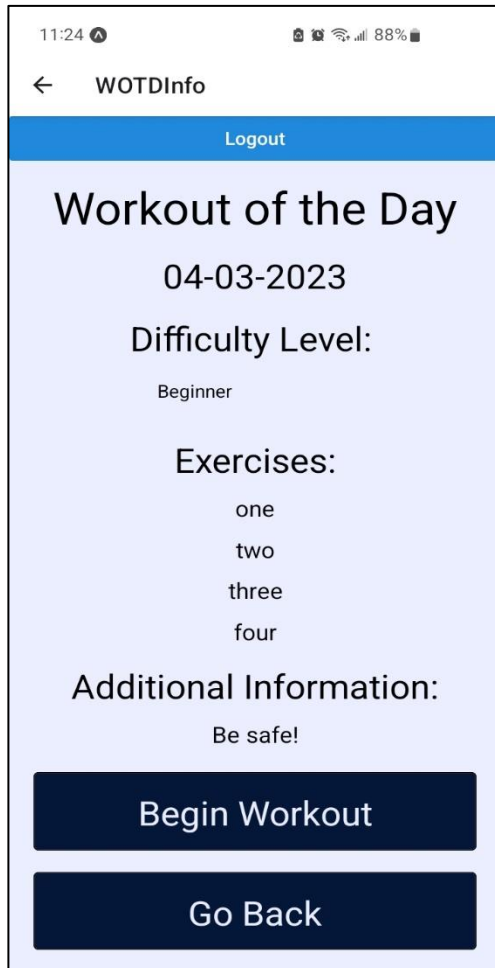 11:24 88%
WOTDInfo
Logout
Workout of the Day
04-03-2023
Difficulty Level:
Beginner
Exercises:
one
two
three
four
Additional Information:
Be safe!
Begin Workout
Go Back